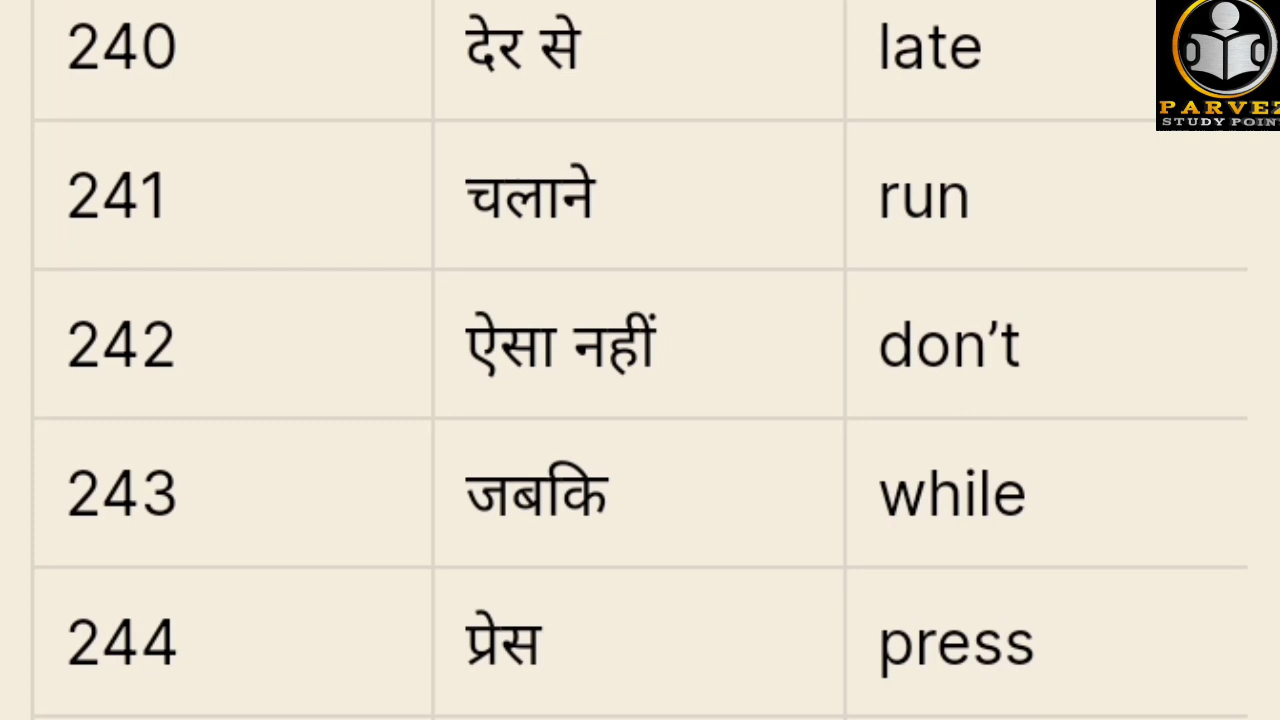 240 देर से late
241 चलाने run
242 ऐसा नहीं don’t
243 जबकि while
244 प्रेस press
PARVEZ
STUDY POINT